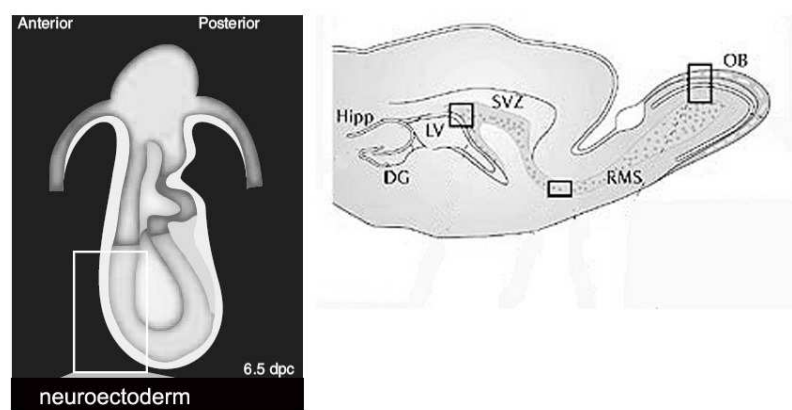 Anterior
Posterior
6.5 dpc
neuroectoderm
OB
SVZ
Hipp
LV
DG
RMS